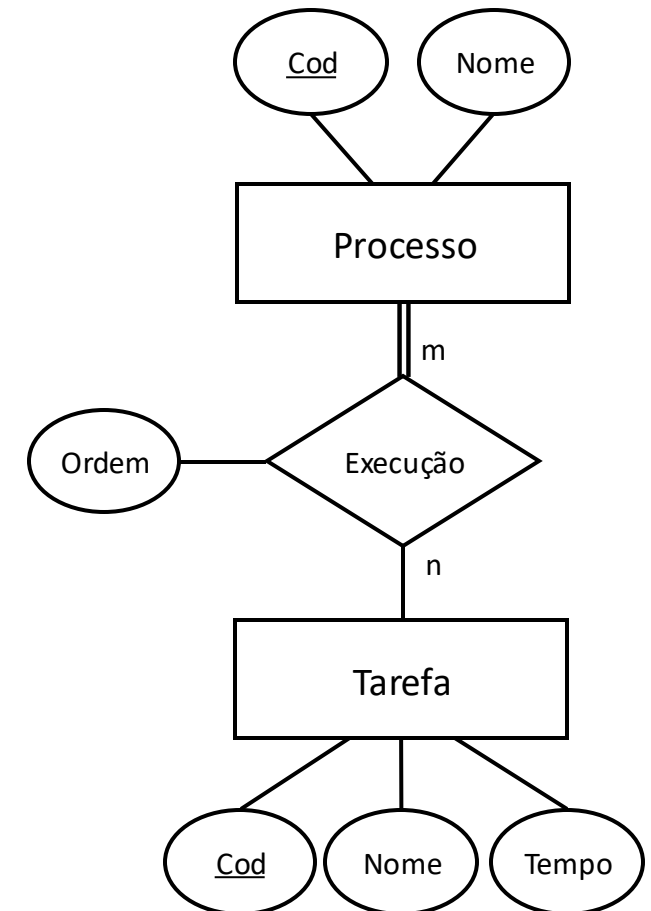 Cod
Nome
Processo
m
Ordem
Execução
n
Tarefa
Cod
Nome
Tempo